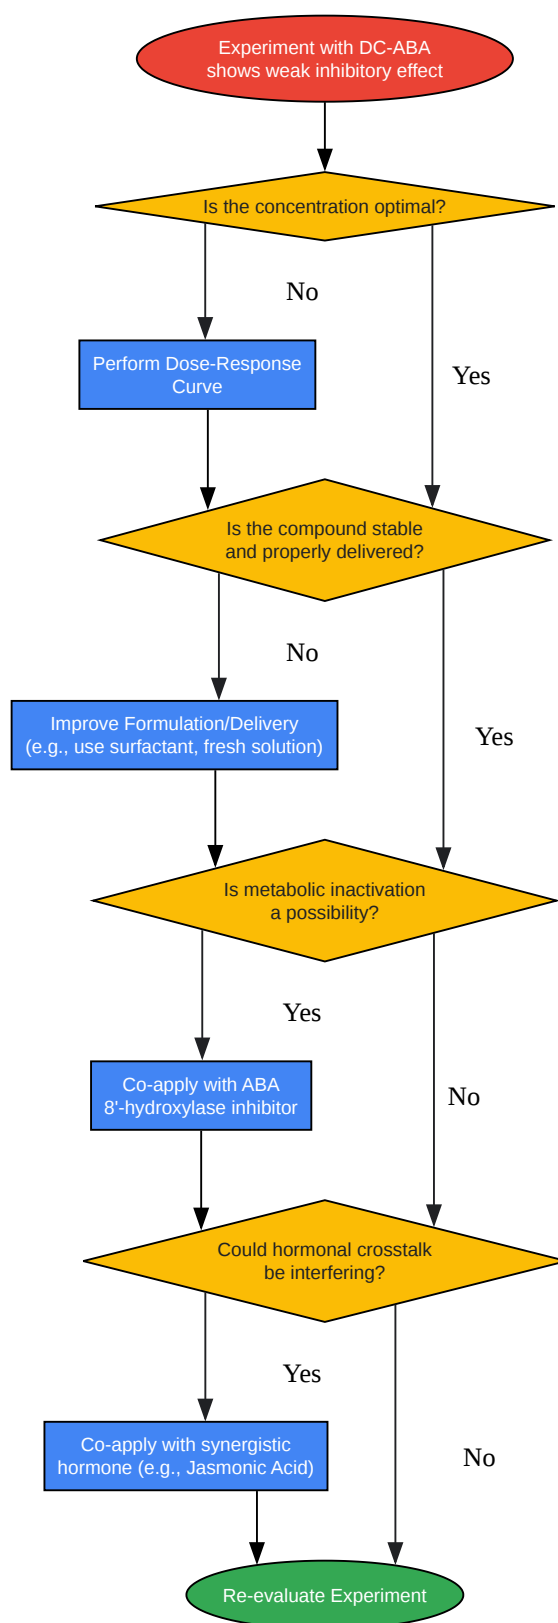 Experiment with DC-ABA
shows weak inhibitory effect
Is the concentration optimal?
No
Perform Dose-Response
Curve
Yes
Is the compound stable
and properly delivered?
No
Improve Formulation/Delivery
(e.g., use surfactant, fresh solution)
Yes
Is metabolic inactivation
a possibility?
Yes
Co-apply with ABA
8'-hydroxylase inhibitor
No
Could hormonal crosstalk
be interfering?
Yes
Co-apply with synergistic
hormone (e.g., Jasmonic Acid)
No
Re-evaluate Experiment